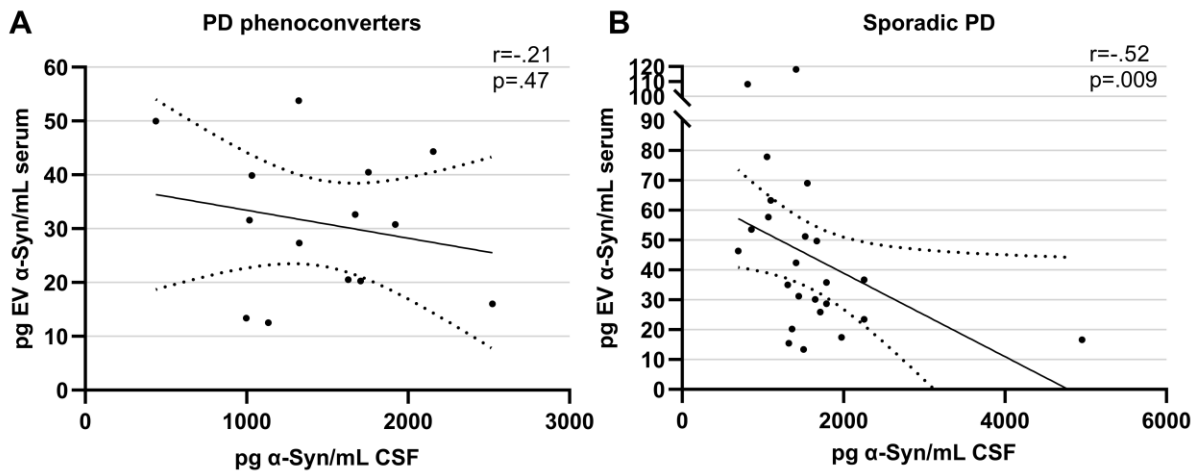 A
PD phenoconverters
r=-.21
p=.47
pg EV α-Syn/mL serum
60
50
40
30
20
10
0
0 1000 2000 3000
pg α-Syn/mL CSF
B
Sporadic PD
r=-.52
p=.009
pg EV α-Syn/mL serum
120
110
100
90
80
70
60
50
40
30
20
10
0
0 2000 4000 6000
pg α-Syn/mL CSF